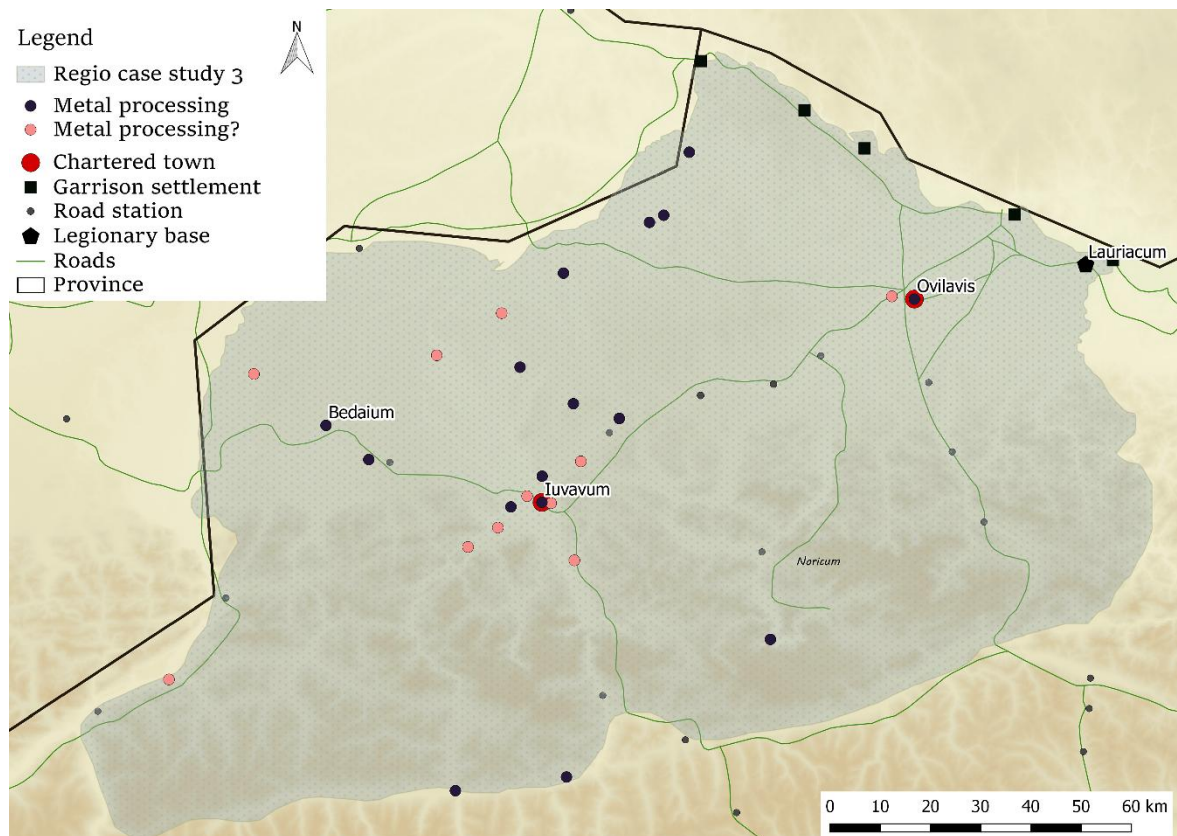 Legend
N
Regio case study 3
Metal processing
Metal processing?
Chartered town
Garrison settlement
Road station
Legionary base
Roads
Province
Lauriacum
Ovilavis
Bedaium
Iuvavum
Noricum
0 10 20 30 40 50 60 km